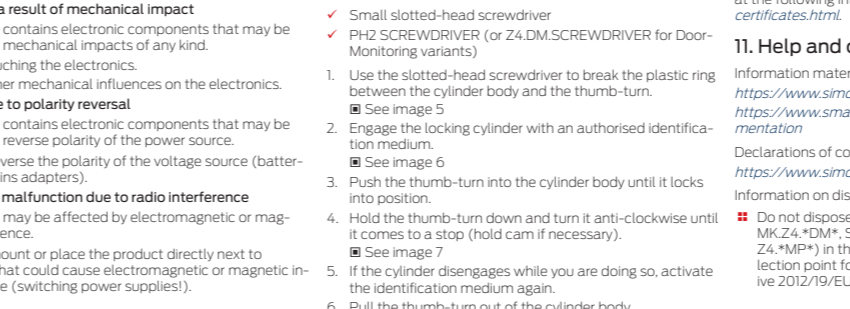 a result of mechanical impact
contains electronic components that may be
mechanical impacts of any kind.
uching the electronics.
her mechanical influences on the electronics.
e to polarity reversal
contains electronic components that may be
reverse polarity of the power source.
verse the polarity of the voltage source (batter-
ins adapters).
malfunction due to radio interference
may be affected by electromagnetic or mag-
ence.
ount or place the product directly next to
hat could cause electromagnetic or magnetic in-
e (switching power supplies!).
✓ Small slotted-head screwdriver
✓ PH2 SCREWDRIVER (or Z4.DM.SCREWDRIVER for Door-
Monitoring variants)
1. Use the slotted-head screwdriver to break the plastic ring
between the cylinder body and the thumb-turn.
▣ See image 5
2. Engage the locking cylinder with an authorised identifica-
tion medium.
▣ See image 6
3. Push the thumb-turn into the cylinder body until it locks
into position.
4. Hold the thumb-turn down and turn it anti-clockwise until
it comes to a stop (hold cam if necessary).
▣ See image 7
5. If the cylinder disengages while you are doing so, activate
the identification medium again.
6. Pull the thumb-turn out of the cylinder body
certificates.html.
11. Help and
Information mater
https://www.simo
https://www.sma
mentation
Declarations of co
https://www.simo
Information on dis
Do not dispose
MK.Z4.*DM*, S
Z4.*MP*) in th
lection point fo
ive 2012/19/EU